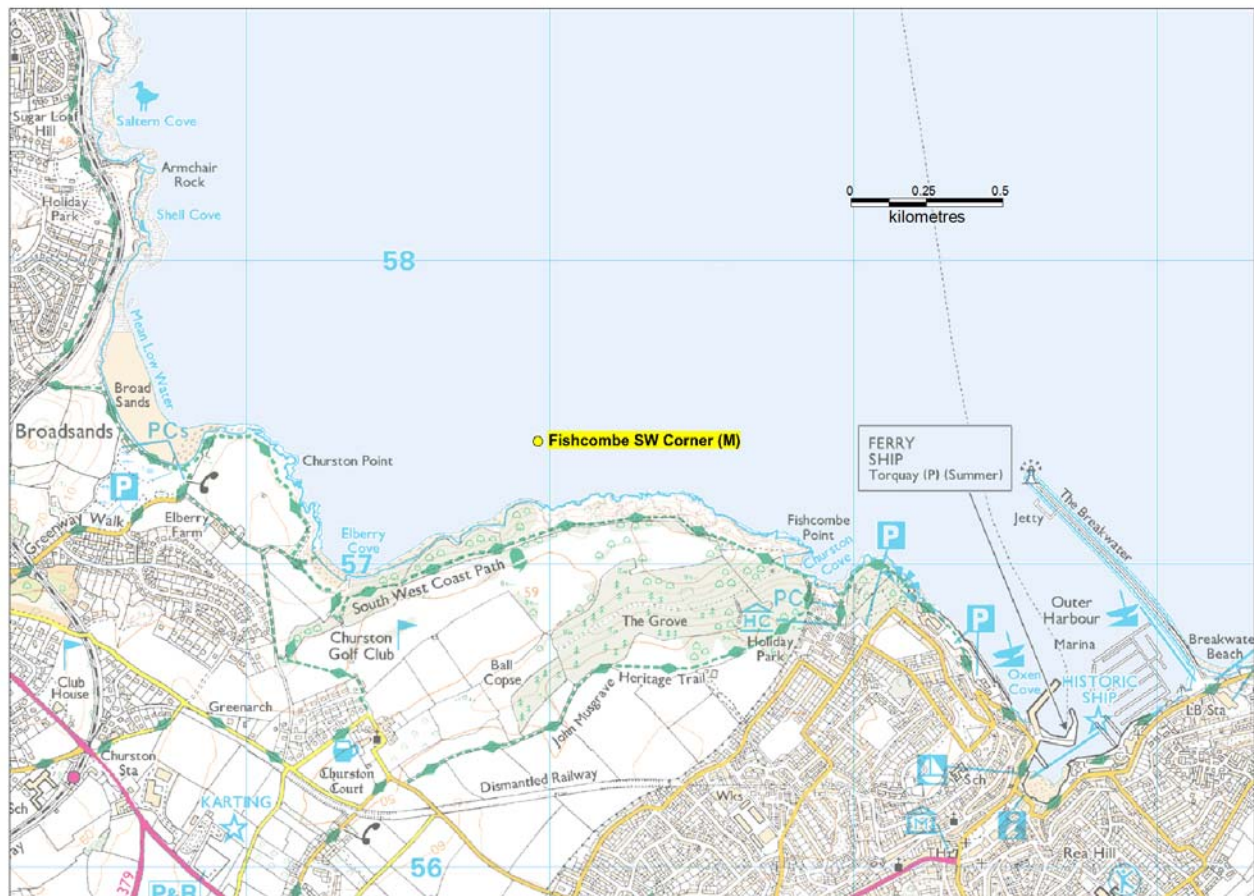 Sugar Loaf
Hill
Saltern Cove
48
Armchair
Rock
Holiday
Park
Shell Cove
0 0.25 0.5
kilometres
58
Mean Low Water
Broad
Sands
Broadsands
PCs
P
Fishcombe SW Corner (M)
Churston Point
FERRY
SHIP
Torquay (P) (Summer)
The Breakwater
Jetty
Greenway Walk
Elberry
Farm
Elberry
Cove
57
South West Coast Path
59
Fishcombe
Point
Churston
Cove
P
PC
HC
The Grove
Holiday
Park
P
Outer
Harbour
Marina
Oxen
Cove
HISTORIC
SHIP
Breakwater
Beach
LB Sta
Churston
Golf Club
Ball
Copse
John Musgrave
Heritage Trail
Club
House
Greenarch
Churston
Sta
Churston
Court
Dismantled Railway
KARTING
Sch
Wks
Sch
M
Rea Hill
56
P&R